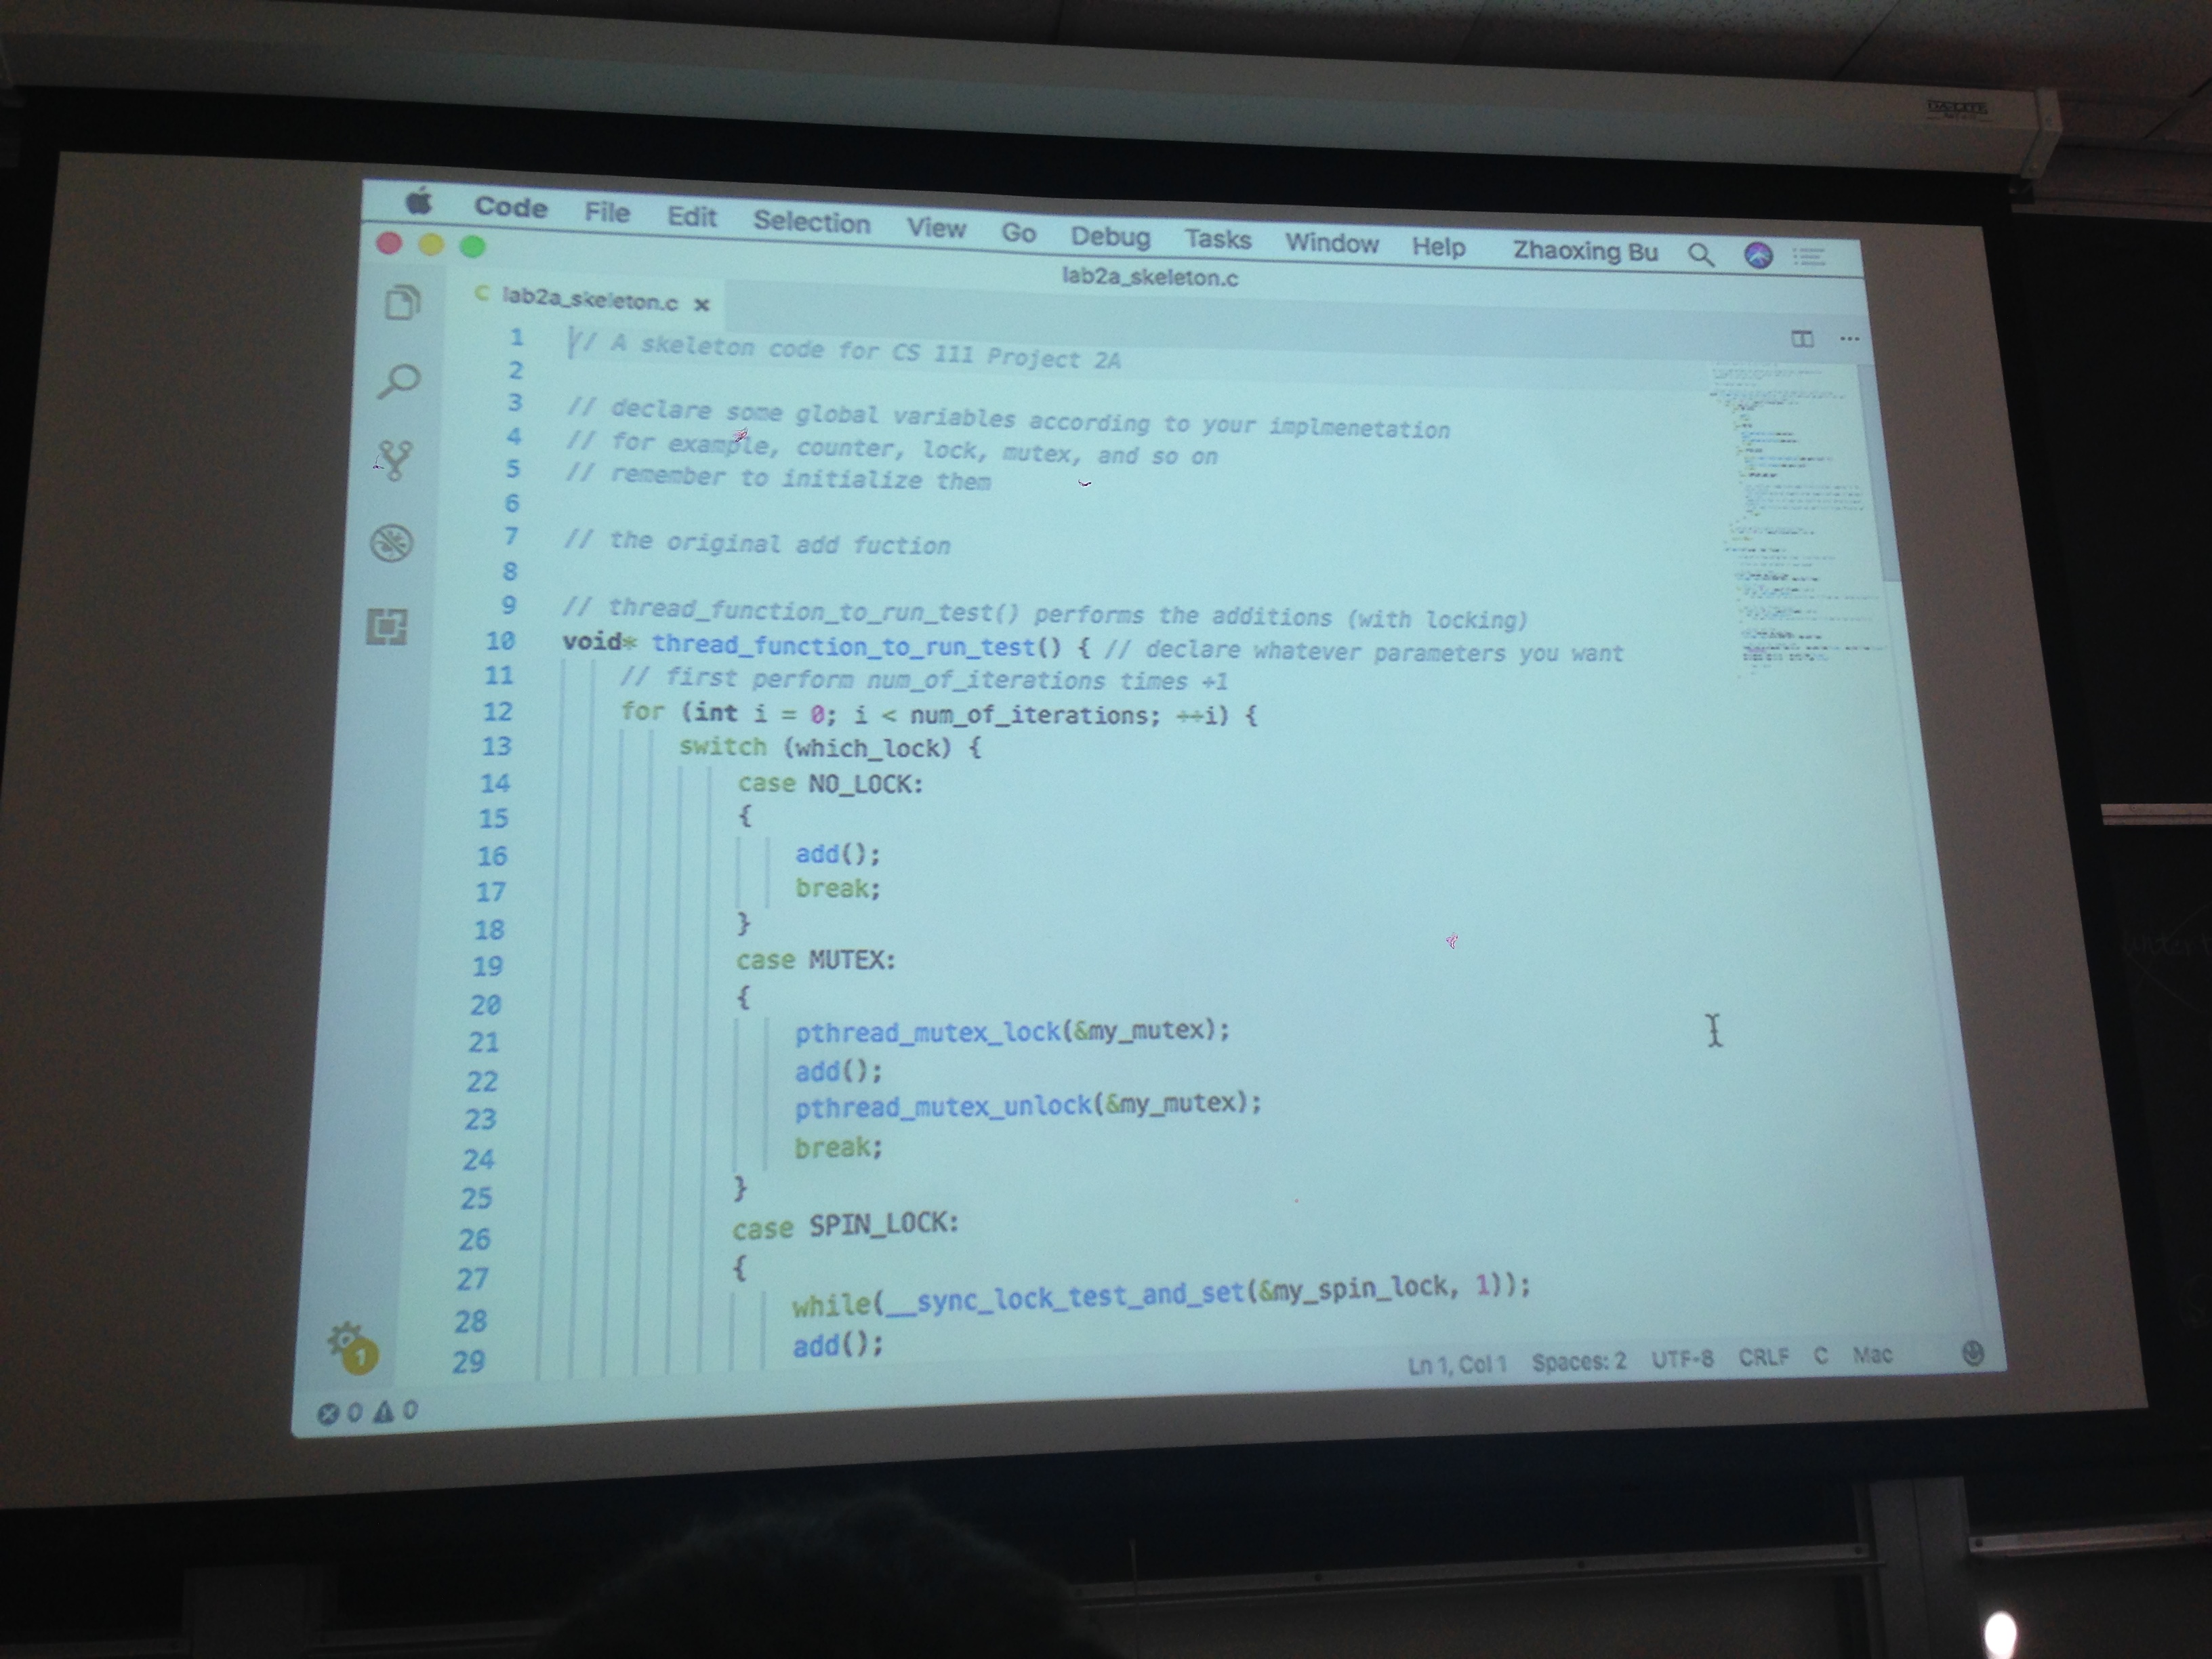 DA-LITE
Code File Edit Selection View Go Debug Tasks Window Help Zhaoxing Bu
lab2a_skeleton.c
C lab2a_skeleton.c ×
1 // A skeleton code for CS 111 Project 2A
2
3 // declare some global variables according to your implmenetation
4 // for example, counter, lock, mutex, and so on
5 // remember to initialize them
6
7 // the original add fuction
8
9 // thread_function_to_run_test() performs the additions (with locking)
10 void* thread_function_to_run_test() { // declare whatever parameters you want
11 // first perform num_of_iterations times +1
12 for (int i = 0; i < num_of_iterations; ++i) {
13 switch (which_lock) {
14 case NO_LOCK:
15 {
16 add();
17 break;
18 }
19 case MUTEX:
20 {
21 pthread_mutex_lock(&my_mutex);
22 add();
23 pthread_mutex_unlock(&my_mutex);
24 break;
25 }
26 case SPIN_LOCK:
27 {
28 while(__sync_lock_test_and_set(&my_spin_lock, 1));
29 add();
1
0 0 Ln 1, Col 1 Spaces: 2 UTF-8 CRLF C Mac